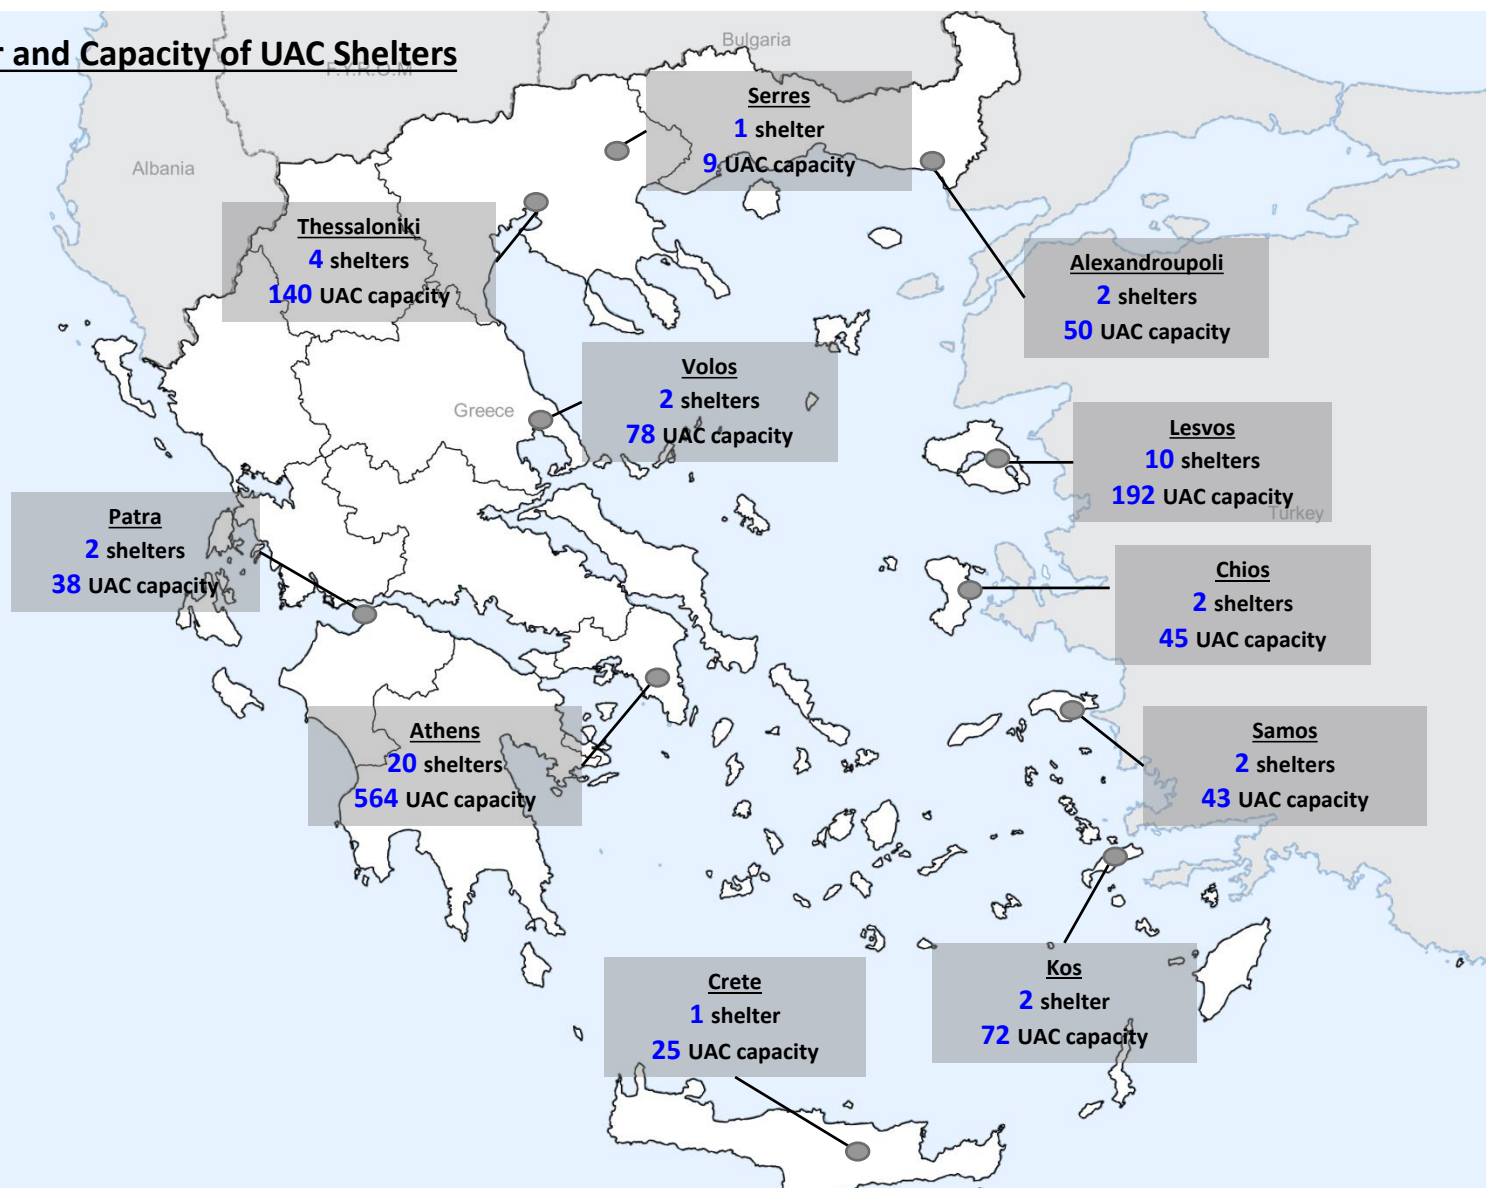 r and Capacity of UAC Shelters
Bulgaria
F.Y.R.O.M
Albania
Serres
1 shelter
9 UAC capacity
Thessaloniki
4 shelters
140 UAC capacity
Alexandroupoli
2 shelters
50 UAC capacity
Volos
2 shelters
78 UAC capacity
Greece
Lesvos
10 shelters
192 UAC capacity
Turkey
Patra
2 shelters
38 UAC capacity
Chios
2 shelters
45 UAC capacity
Athens
20 shelters
564 UAC capacity
Samos
2 shelters
43 UAC capacity
Crete
1 shelter
25 UAC capacity
Kos
2 shelter
72 UAC capacity